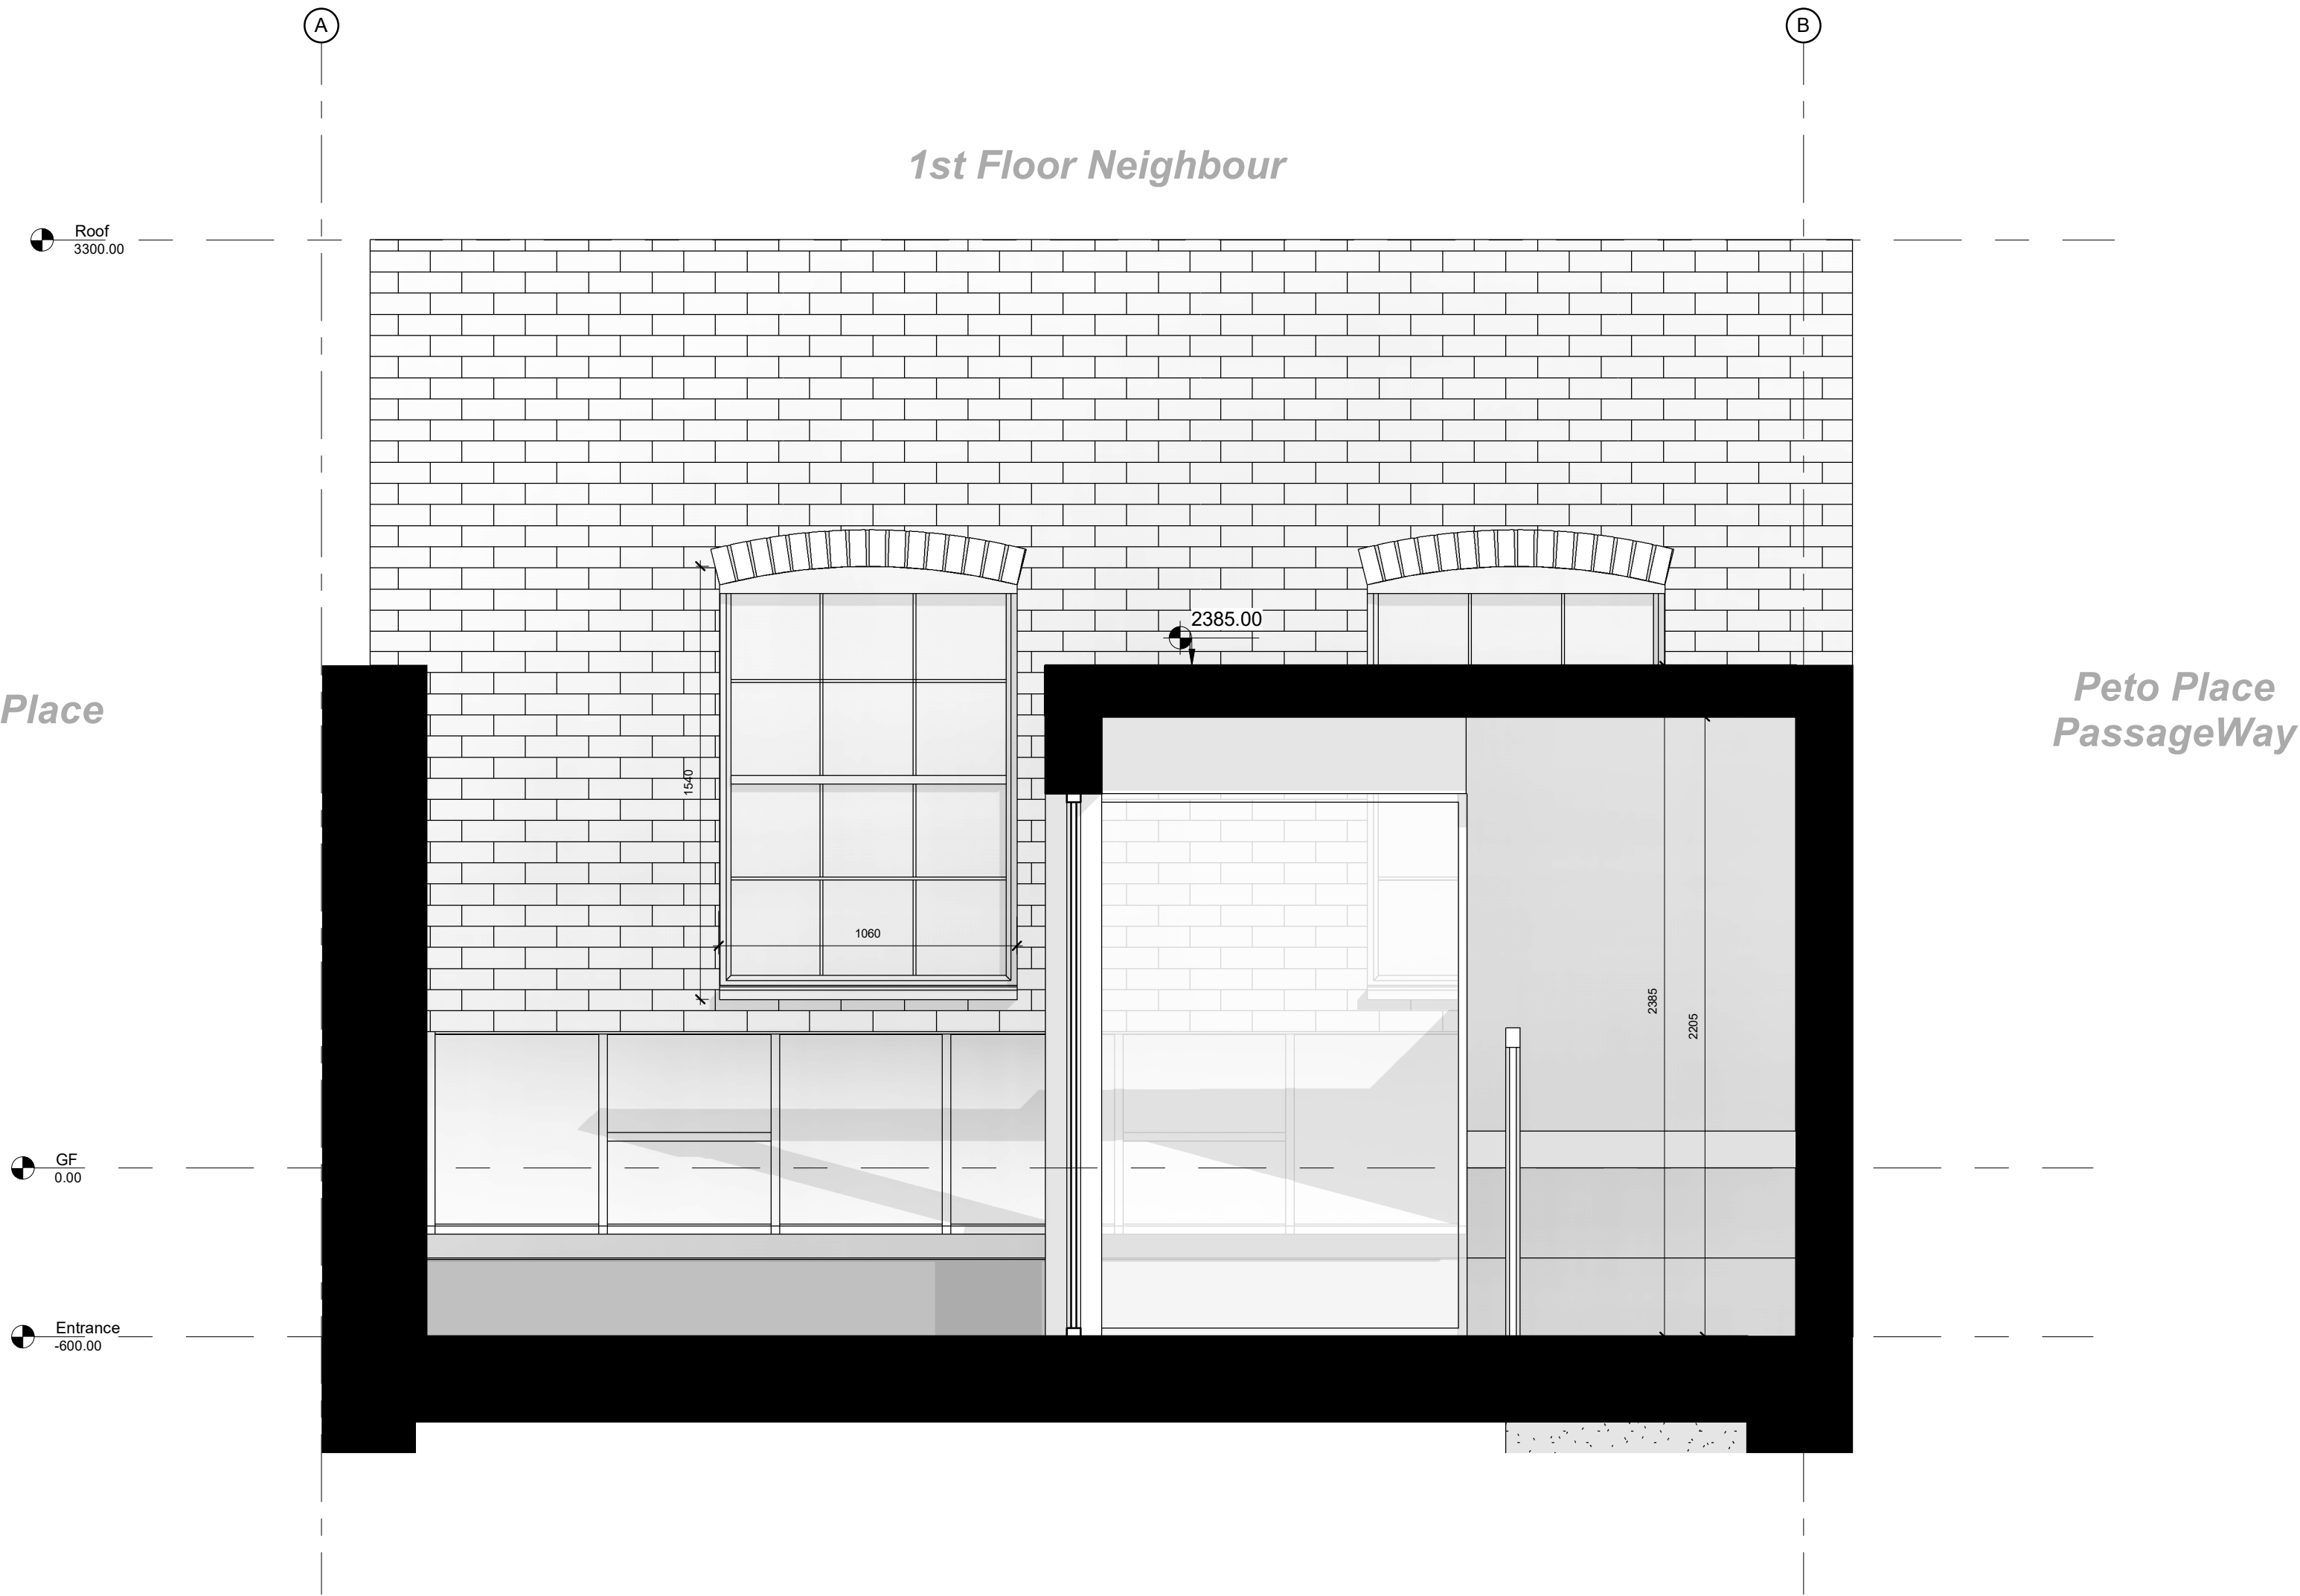 A
B
1st Floor Neighbour
Roof
3300.00
2385.00
Place
Peto Place
PassageWay
1540
1060
2385
2205
GF
0.00
Entrance
-600.00